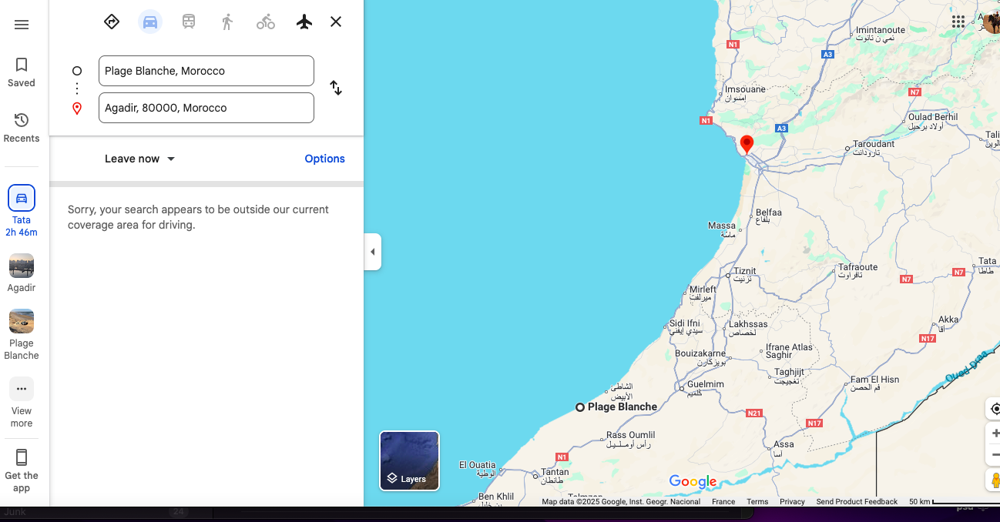 Saved
Recents
Tata
2h 46m
Agadir
Plage
Blanche
View
more
Get the
app
Plage Blanche, Morocco
Agadir, 80000, Morocco
Leave now
Options
Sorry, your search appears to be outside our current
coverage area for driving.
Imintanoute
إمي ن تانوت
N1
A3
Imsouane
إمسوان
N7
Oulad Berhil
أولاد برحيل
N1
A3
Taroudant
تارودانت
Belfaa
بلفاع
Massa
ماسة
Tiznit
تزنيت
Tafraoute
تافراوت
Tata
طاطا
N7
N7
Mirleft
ميرلفت
Sidi Ifni
سيدي إيفني
Lakhssas
لخصاص
Akka
أقا
N17
Bouizakarne
بويزكارن
Ifrane Atlas
Saghir
Oued Draa
Taghjijt
تغجيجت
Fam El Hisn
فم الحصن
Guelmim
كلميم
الشاطئ
الأبيض
Plage Blanche
N21
N17
Rass Oumlil
رأس أومليل
Assa
أسا
N1
El Ouatia
الوطية
Tantan
طانطان
Ben Khlil
بن خليل
Layers
Google
Map data ©2025 Google, Inst. Geogr. Nacional
France
Terms
Privacy
Send Product Feedback
50 km
Junk
24